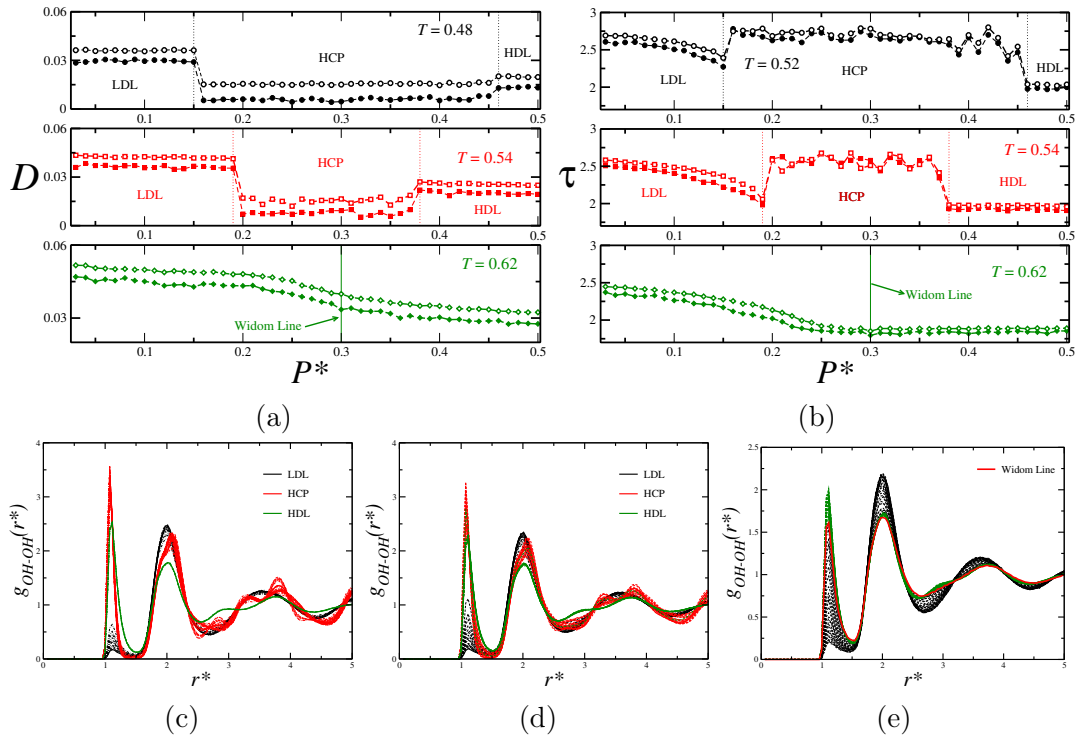 0.06
0.03
0
T = 0.48
HCP
LDL
HDL
0.1 0.2 0.3 0.4 0.5
0.06
0.03
0
D
HCP
T = 0.54
LDL
HDL
0.1 0.2 0.3 0.4 0.5
0.06
0.03
T = 0.62
Widom Line
0.1 0.2 0.3 0.4 0.5
P*
(a)
3
2.5
2
T = 0.52
LDL
HCP
HDL
0.1 0.2 0.3 0.4 0.5
3
2.5
2
τ
T = 0.54
LDL
HCP
HDL
0.1 0.2 0.3 0.4 0.5
3
2.5
2
T = 0.62
Widom Line
0.1 0.2 0.3 0.4 0.5
P*
(b)
4
3
2
1
0
g_OH-OH(r*)
LDL
HCP
HDL
0 1 2 3 4 5
r*
(c)
4
3
2
1
0
g_OH-OH(r*)
LDL
HCP
HDL
0 1 2 3 4 5
r*
(d)
2.5
2
1.5
1
0.5
0
g_OH-OH(r*)
Widom Line
0 1 2 3 4 5
r*
(e)